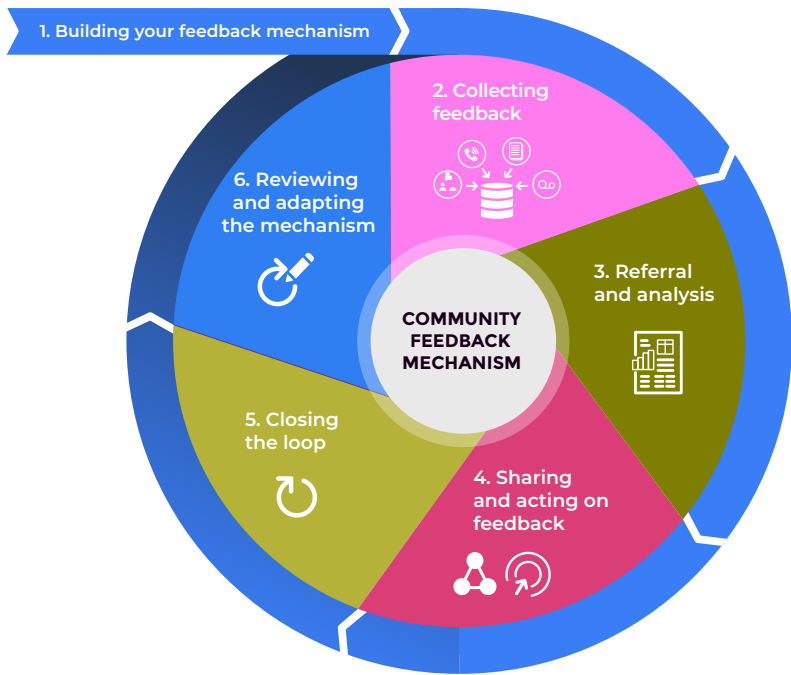 1. Building your feedback mechanism
2. Collecting
feedback
3. Referral
and analysis
4. Sharing
and acting on
feedback
5. Closing
the loop
6. Reviewing
and adapting
the mechanism
COMMUNITY
FEEDBACK
MECHANISM